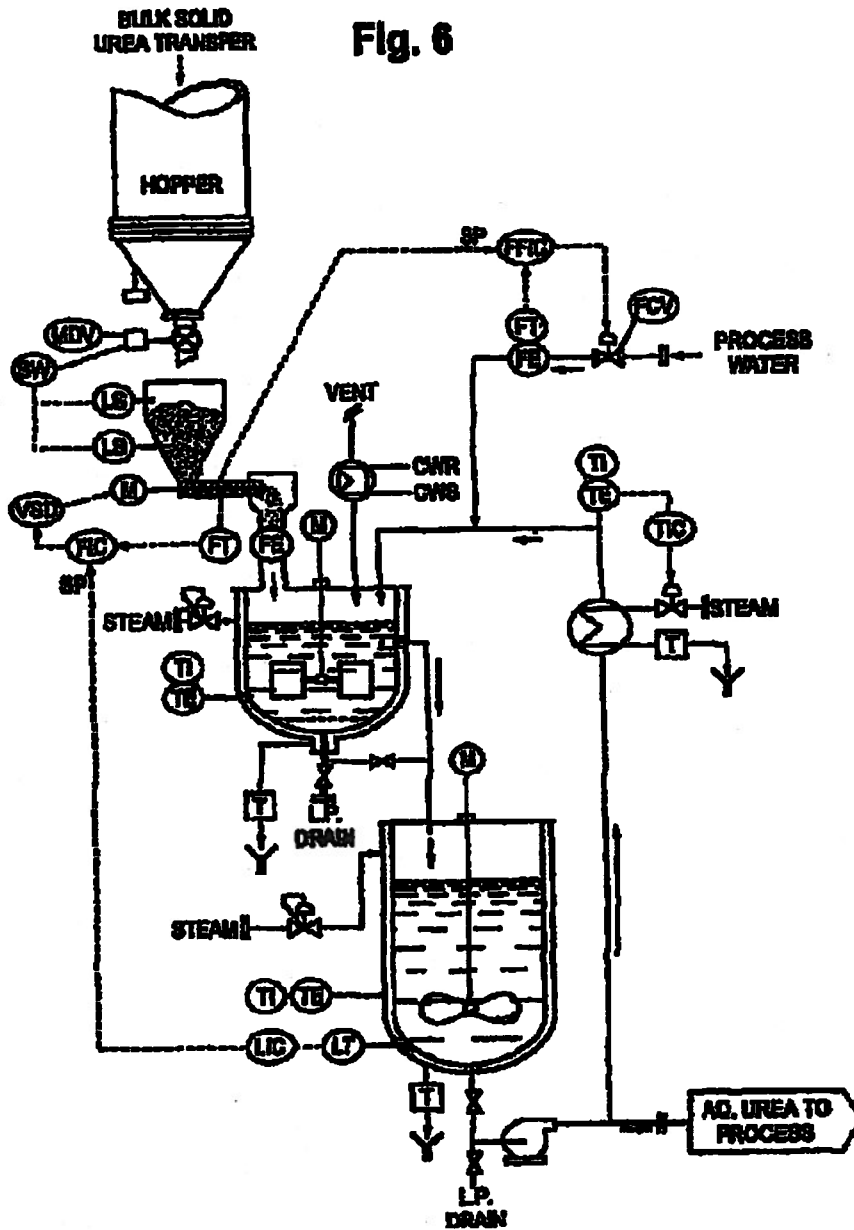 BULK SOLID
UREA TRANSFER
Fig. 6
HOPPER
SP
FFIC
MDV
FT
FCV
SW
FE
PROCESS
WATER
LS
VENT
LS
TI
CWR
TE
CWS
M
VSD
M
TIC
FIC
FT
FE
SP
STEAM
STEAM
T
TI
TE
M
T
L.P.
DRAIN
STEAM
TI
TE
LIC
LT
T
AQ. UREA TO
PROCESS
L.P.
DRAIN